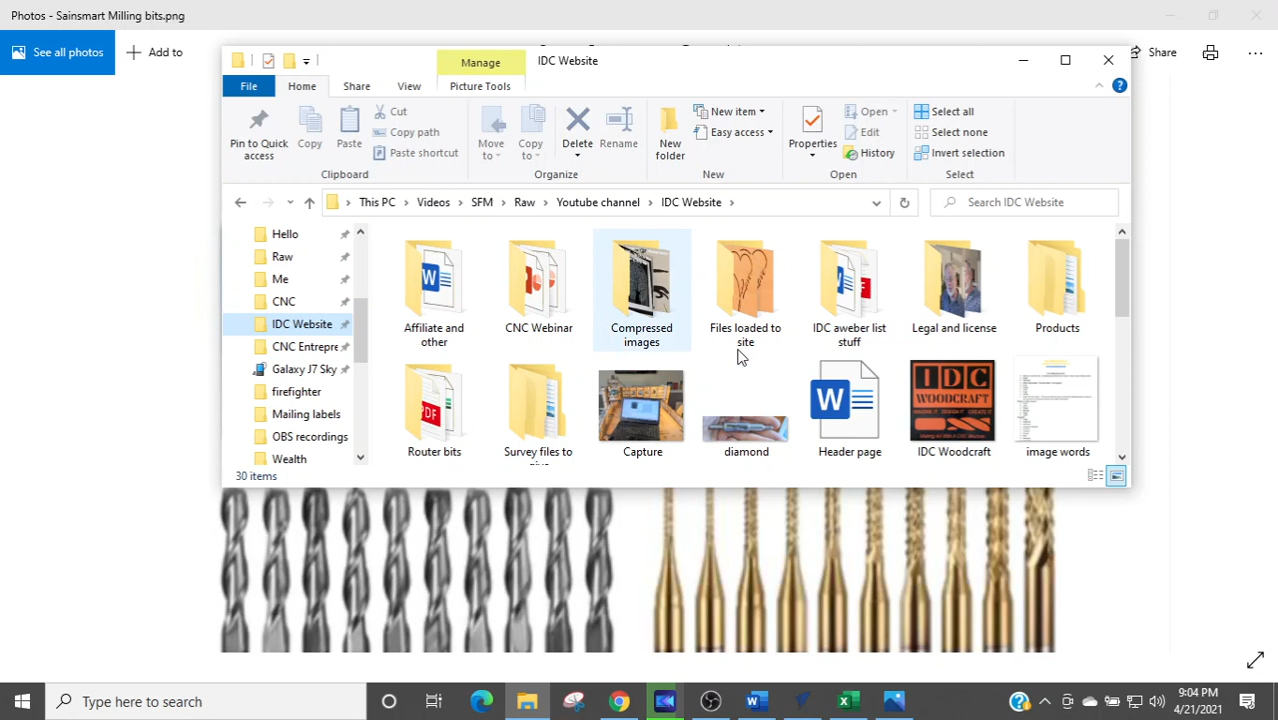 Photos - Sainsmart Milling bits.png
See all photos
Add to
Share
Manage
IDC Website
File
Home
Share
View
Picture Tools
Pin to Quick access
Copy
Paste
Cut
Copy path
Paste shortcut
Clipboard
Move to
Copy to
Delete
Rename
Organize
New folder
New item
Easy access
New
Properties
Open
Edit
History
Open
Select all
Select none
Invert selection
Select
This PC > Videos > SFM > Raw > Youtube channel > IDC Website >
Search IDC Website
Hello
Raw
Me
CNC
IDC Website
CNC Entrepre
Galaxy J7 Sky
firefighter
Mailing labels
OBS recordings
Wealth
Affiliate and other
CNC Webinar
Compressed images
Files loaded to site
IDC aweber list stuff
Legal and license
Products
Router bits
Survey files to
Capture
diamond
Header page
IDC Woodcraft
image words
IDC
WOODCRAFT
PDF
30 items
Type here to search
9:04 PM
4/21/2021